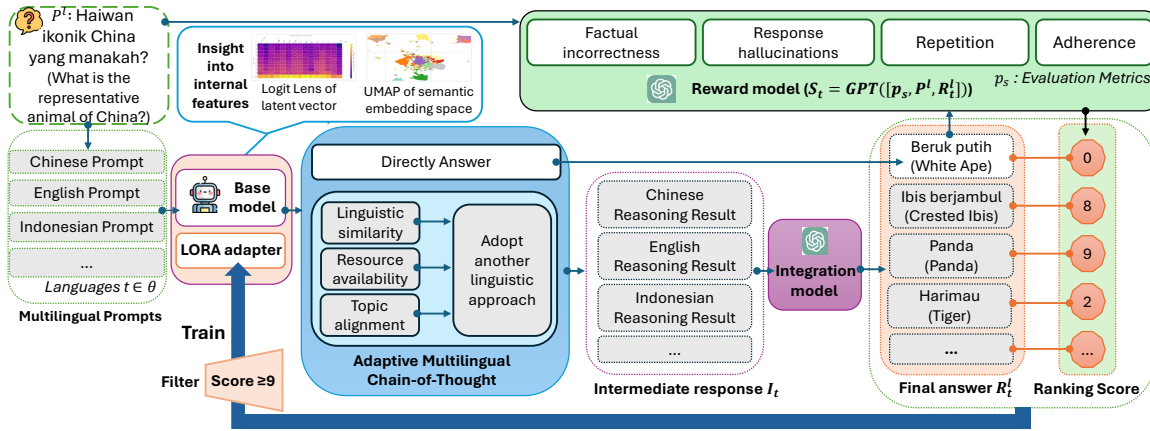 P^l: Haiwan
ikonik China
yang manakah?
(What is the
representative
animal of China?)
Insight
into
internal
features
Logit Lens of
latent vector
UMAP of semantic
embedding space
Factual
incorrectness
Response
hallucinations
Repetition
Adherence
Reward model (S_t = GPT([p_s, P^l, R_t^l]))
p_s : Evaluation Metrics
Chinese Prompt
English Prompt
Indonesian Prompt
...
Languages t ∈ θ
Multilingual Prompts
Base
model
LORA adapter
Directly Answer
Linguistic
similarity
Resource
availability
Topic
alignment
Adopt
another
linguistic
approach
Adaptive Multilingual
Chain-of-Thought
Chinese
Reasoning Result
English
Reasoning Result
Indonesian
Reasoning Result
...
Intermediate response I_t
Integration
model
Beruk putih
(White Ape)
Ibis berjambul
(Crested Ibis)
Panda
(Panda)
Harimau
(Tiger)
...
Final answer R_t^l
0
8
9
2
...
Ranking Score
Train
Filter
Score ≥9